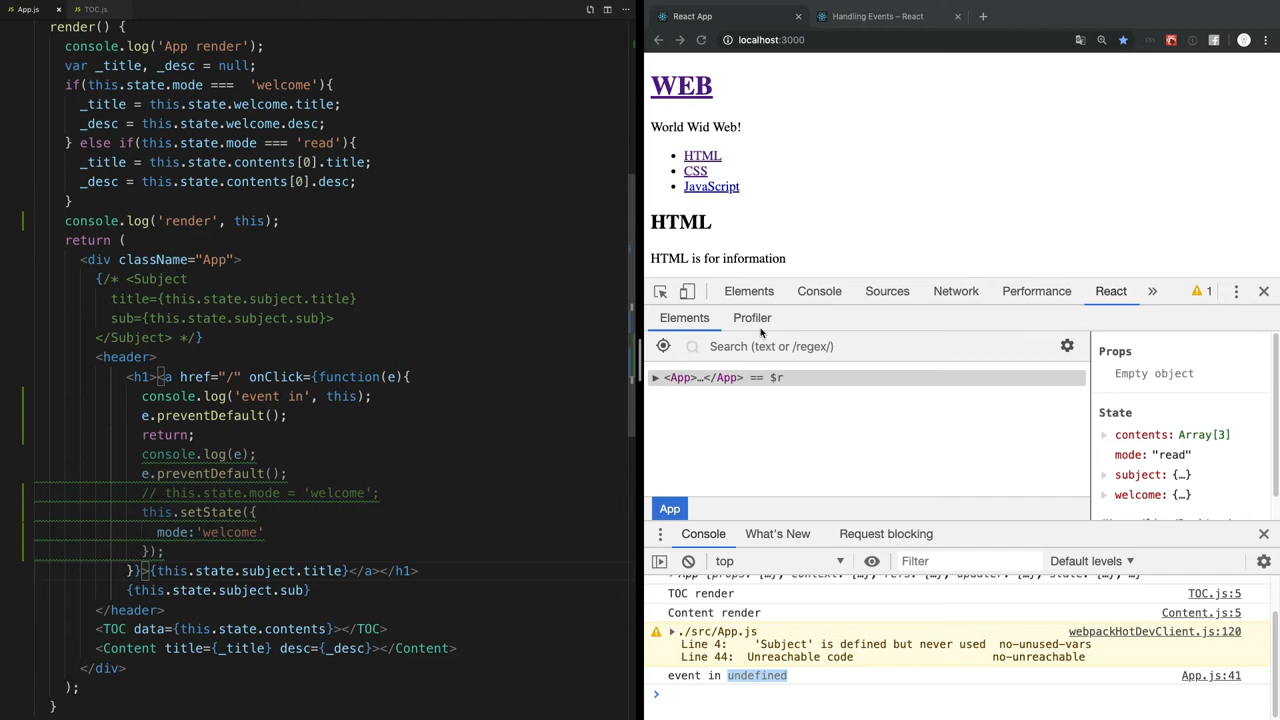 App.js × TOC.js
render() {
console.log('App render');
var _title, _desc = null;
if(this.state.mode === 'welcome'){
_title = this.state.welcome.title;
_desc = this.state.welcome.desc;
} else if(this.state.mode === 'read'){
_title = this.state.contents[0].title;
_desc = this.state.contents[0].desc;
}
console.log('render', this);
return (
<div className="App">
{/* <Subject
title={this.state.subject.title}
sub={this.state.subject.sub}>
</Subject> */}
<header>
<h1><a href="/" onClick={function(e){
console.log('event in', this);
e.preventDefault();
return;
console.log(e);
e.preventDefault();
// this.state.mode = 'welcome';
this.setState({
mode:'welcome'
});
}}>{this.state.subject.title}</a></h1>
{this.state.subject.sub}
</header>
<TOC data={this.state.contents}></TOC>
<Content title={_title} desc={_desc}></Content>
</div>
);
}
React App × Handling Events – React × +
localhost:3000
WEB
World Wid Web!
• HTML
• CSS
• JavaScript
HTML
HTML is for information
Elements Console Sources Network Performance React » 1
Elements Profiler
Search (text or /regex/)
<App>…</App> == $r
App
Props
Empty object
State
contents: Array[3]
mode: "read"
subject: {…}
welcome: {…}
Console What's New Request blocking
top Filter Default levels
TOC render TOC.js:5
Content render Content.js:5
./src/App.js webpackHotDevClient.js:120
Line 4: 'Subject' is defined but never used no-unused-vars
Line 44: Unreachable code no-unreachable
event in undefined App.js:41